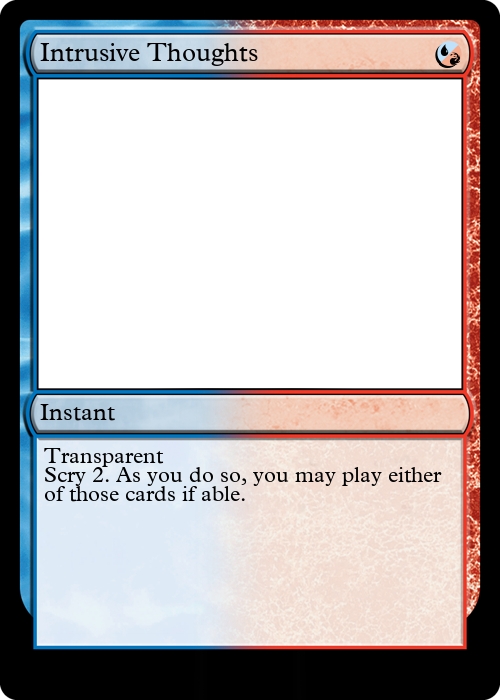 Intrusive Thoughts
Instant
Transparent
Scry 2. As you do so, you may play either
of those cards if able.